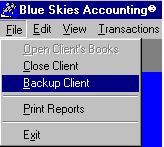 Blue Skies Accounting®
File Edit View Transactions
Open Client's Books
Close Client
Backup Client
Print Reports
Exit